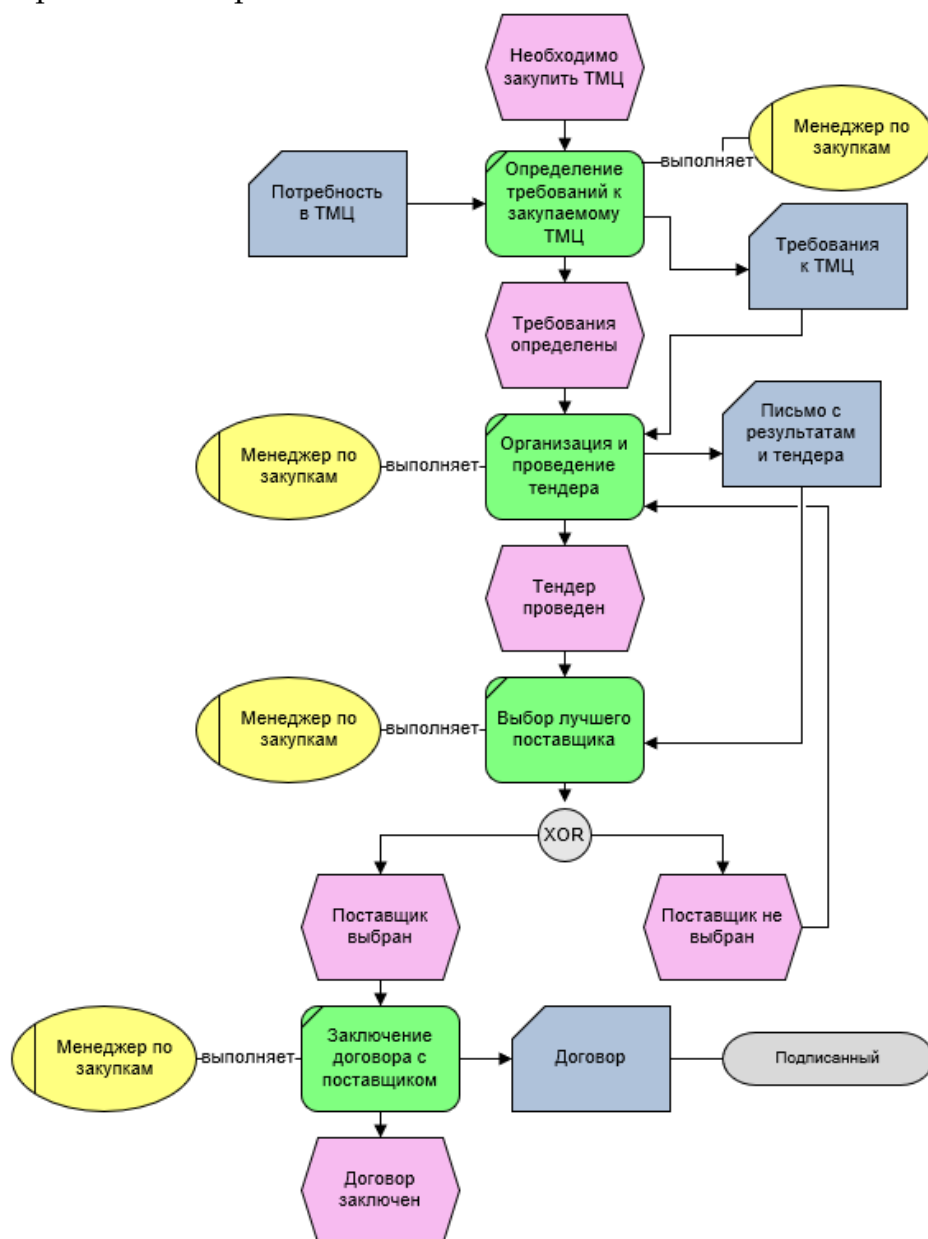 Необходимо
закупить ТМЦ
Менеджер по
закупкам
выполняет
Определение
требований к
закупаемому
ТМЦ
Потребность
в ТМЦ
Требования
к ТМЦ
Требования
определены
Письмо с
результатам
и тендера
Организация и
проведение
тендера
Менеджер по
закупкам
выполняет
Тендер
проведен
Менеджер по
закупкам
выполняет
Выбор лучшего
поставщика
XOR
Поставщик
выбран
Поставщик не
выбран
Менеджер по
закупкам
выполняет
Заключение
договора с
поставщиком
Договор
Подписанный
Договор
заключен